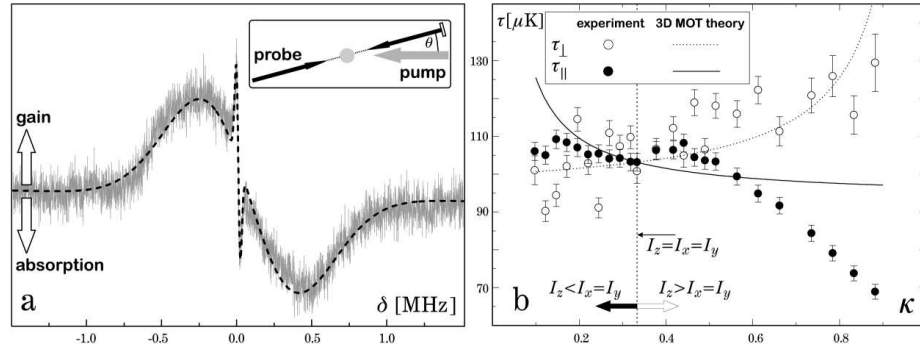 gain
absorption
a
probe
θ
pump
δ [MHz]
-1.0
-0.5
0
0.5
1.0
τ[μK]
experiment
3D MOT theory
τ⊥
τ||
130
110
90
70
I_z=I_x=I_y
I_z<I_x=I_y
I_z>I_x=I_y
b
0.2
0.4
0.6
0.8
κ